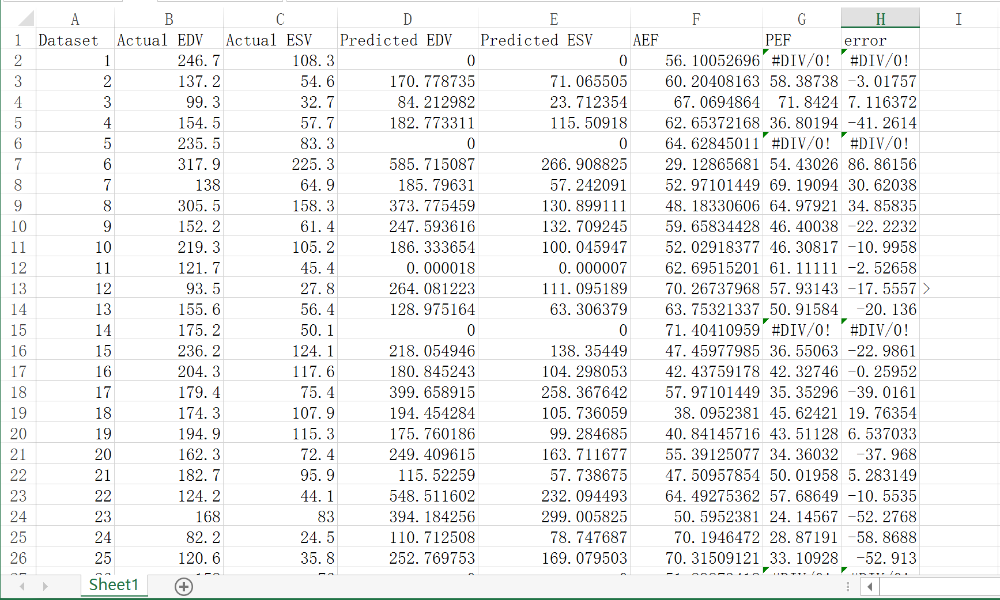 A B C D E F G H I
1 Dataset Actual EDV Actual ESV Predicted EDV Predicted ESV AEF PEF error
2 1 246.7 108.3 0 0 56.10052696 #DIV/0! #DIV/0!
3 2 137.2 54.6 170.778735 71.065505 60.20408163 58.38738 -3.01757
4 3 99.3 32.7 84.212982 23.712354 67.0694864 71.8424 7.116372
5 4 154.5 57.7 182.773311 115.50918 62.65372168 36.80194 -41.2614
6 5 235.5 83.3 0 0 64.62845011 #DIV/0! #DIV/0!
7 6 317.9 225.3 585.715087 266.908825 29.12865681 54.43026 86.86156
8 7 138 64.9 185.79631 57.242091 52.97101449 69.19094 30.62038
9 8 305.5 158.3 373.775459 130.899111 48.18330606 64.97921 34.85835
10 9 152.2 61.4 247.593616 132.709245 59.65834428 46.40038 -22.2232
11 10 219.3 105.2 186.333654 100.045947 52.02918377 46.30817 -10.9958
12 11 121.7 45.4 0.000018 0.000007 62.69515201 61.11111 -2.52658
13 12 93.5 27.8 264.081223 111.095189 70.26737968 57.93143 -17.5557 >
14 13 155.6 56.4 128.975164 63.306379 63.75321337 50.91584 -20.136
15 14 175.2 50.1 0 0 71.40410959 #DIV/0! #DIV/0!
16 15 236.2 124.1 218.054946 138.35449 47.45977985 36.55063 -22.9861
17 16 204.3 117.6 180.845243 104.298053 42.43759178 42.32746 -0.25952
18 17 179.4 75.4 399.658915 258.367642 57.97101449 35.35296 -39.0161
19 18 174.3 107.9 194.454284 105.736059 38.0952381 45.62421 19.76354
20 19 194.9 115.3 175.760186 99.284685 40.84145716 43.51128 6.537033
21 20 162.3 72.4 249.409615 163.711677 55.39125077 34.36032 -37.968
22 21 182.7 95.9 115.52259 57.738675 47.50957854 50.01958 5.283149
23 22 124.2 44.1 548.511602 232.094493 64.49275362 57.68649 -10.5535
24 23 168 83 394.184256 299.005825 50.5952381 24.14567 -52.2768
25 24 82.2 24.5 110.712508 78.747687 70.1946472 28.87191 -58.8688
26 25 120.6 35.8 252.769753 169.079503 70.31509121 33.10928 -52.913
Sheet1